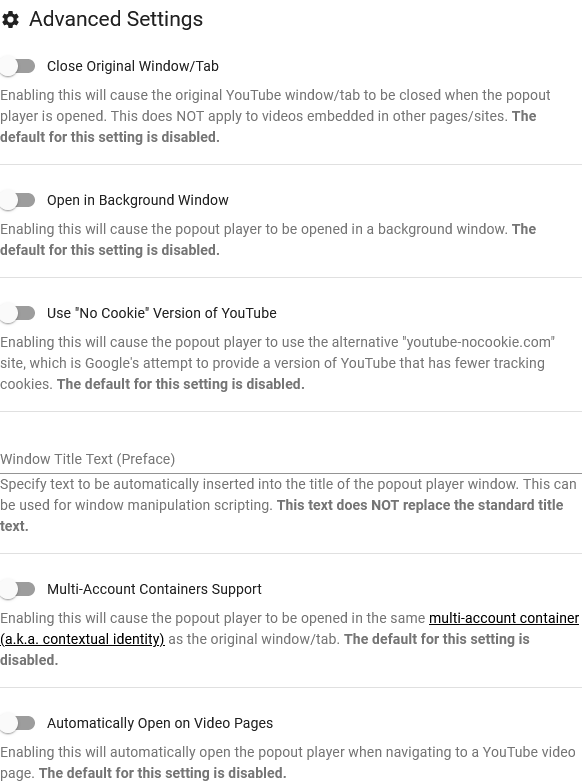 Advanced Settings
Close Original Window/Tab
Enabling this will cause the original YouTube window/tab to be closed when the popout
player is opened. This does NOT apply to videos embedded in other pages/sites. The
default for this setting is disabled.
Open in Background Window
Enabling this will cause the popout player to be opened in a background window. The
default for this setting is disabled.
Use "No Cookie" Version of YouTube
Enabling this will cause the popout player to use the alternative "youtube-nocookie.com"
site, which is Google's attempt to provide a version of YouTube that has fewer tracking
cookies. The default for this setting is disabled.
Window Title Text (Preface)
Specify text to be automatically inserted into the title of the popout player window. This can
be used for window manipulation scripting. This text does NOT replace the standard title
text.
Multi-Account Containers Support
Enabling this will cause the popout player to be opened in the same multi-account container
(a.k.a. contextual identity) as the original window/tab. The default for this setting is
disabled.
Automatically Open on Video Pages
Enabling this will automatically open the popout player when navigating to a YouTube video
page. The default for this setting is disabled.